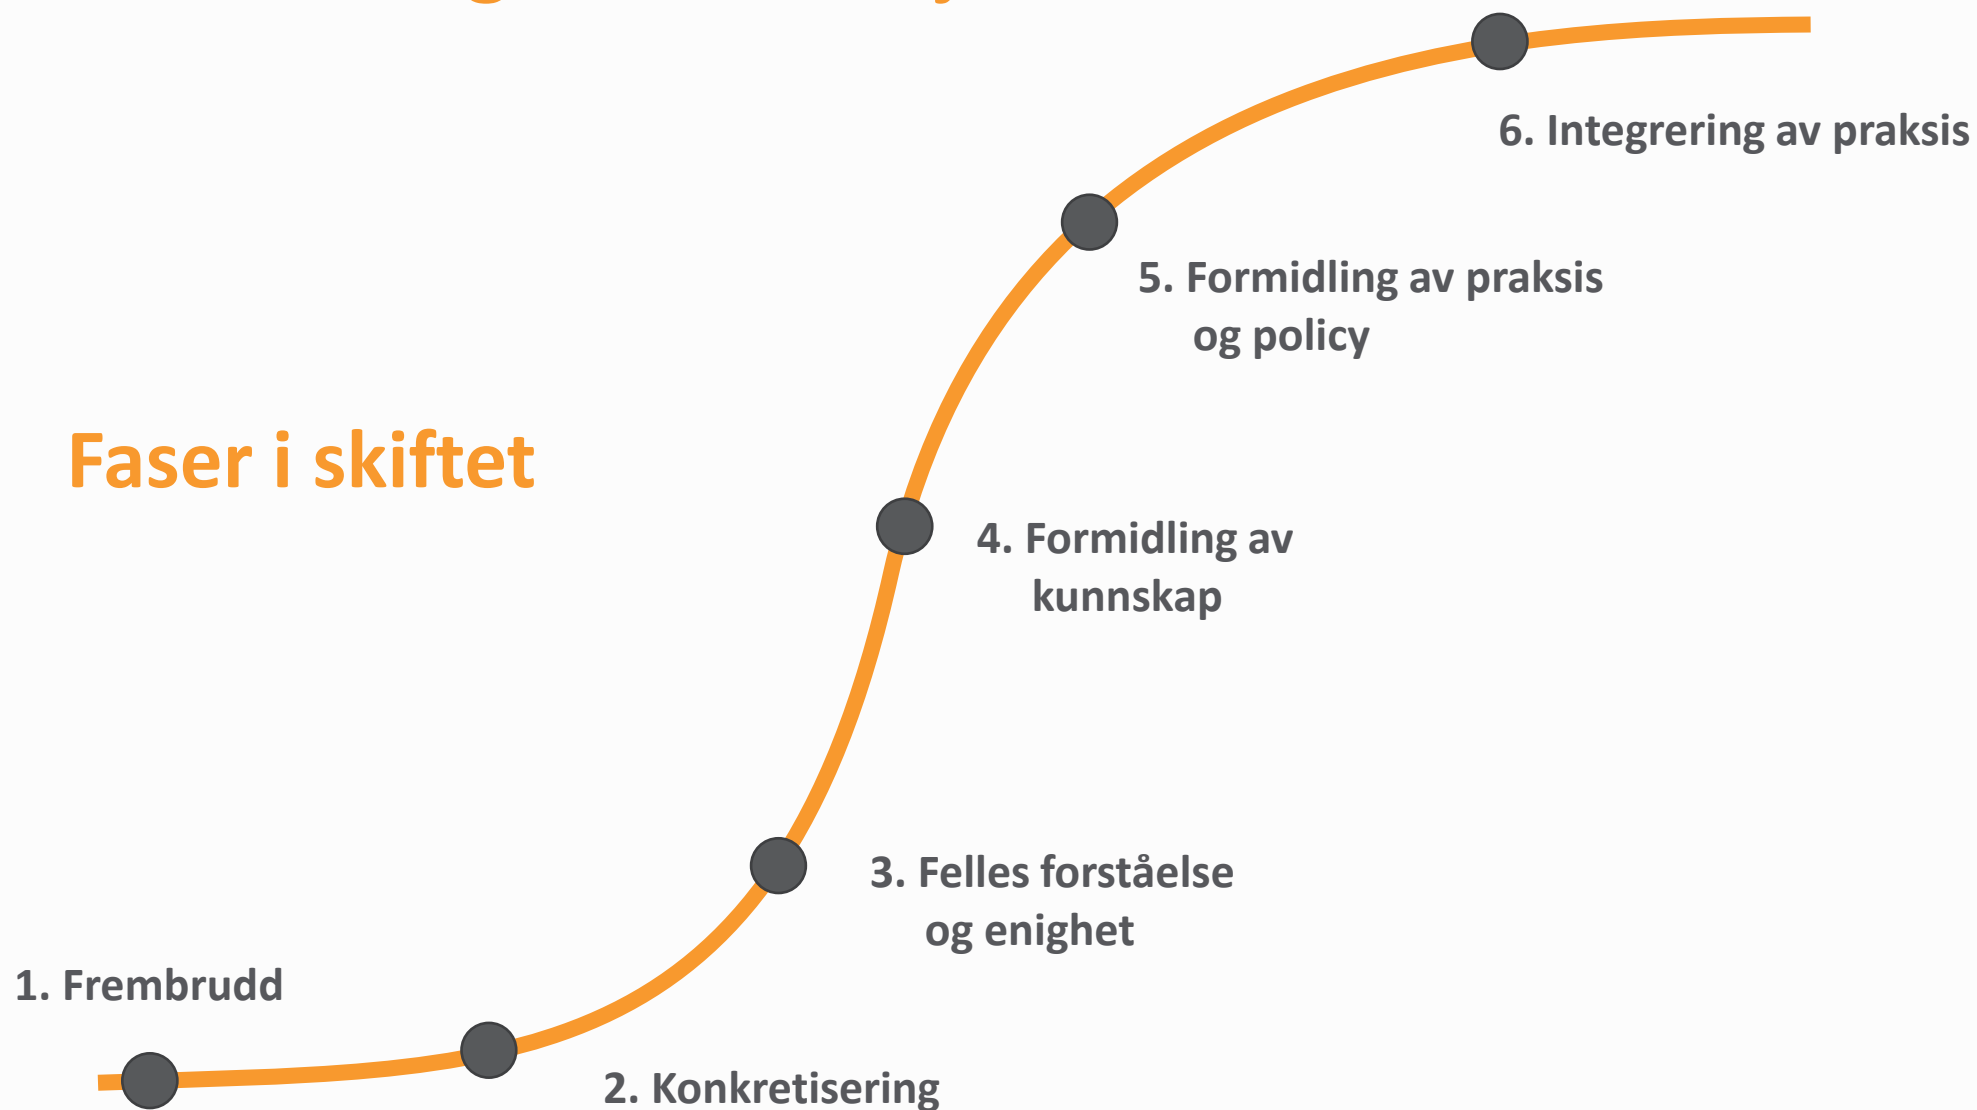 6. Integrering av praksis
5. Formidling av praksis
og policy
Faser i skiftet
4. Formidling av
kunnskap
3. Felles forståelse
og enighet
1. Frembrudd
2. Konkretisering